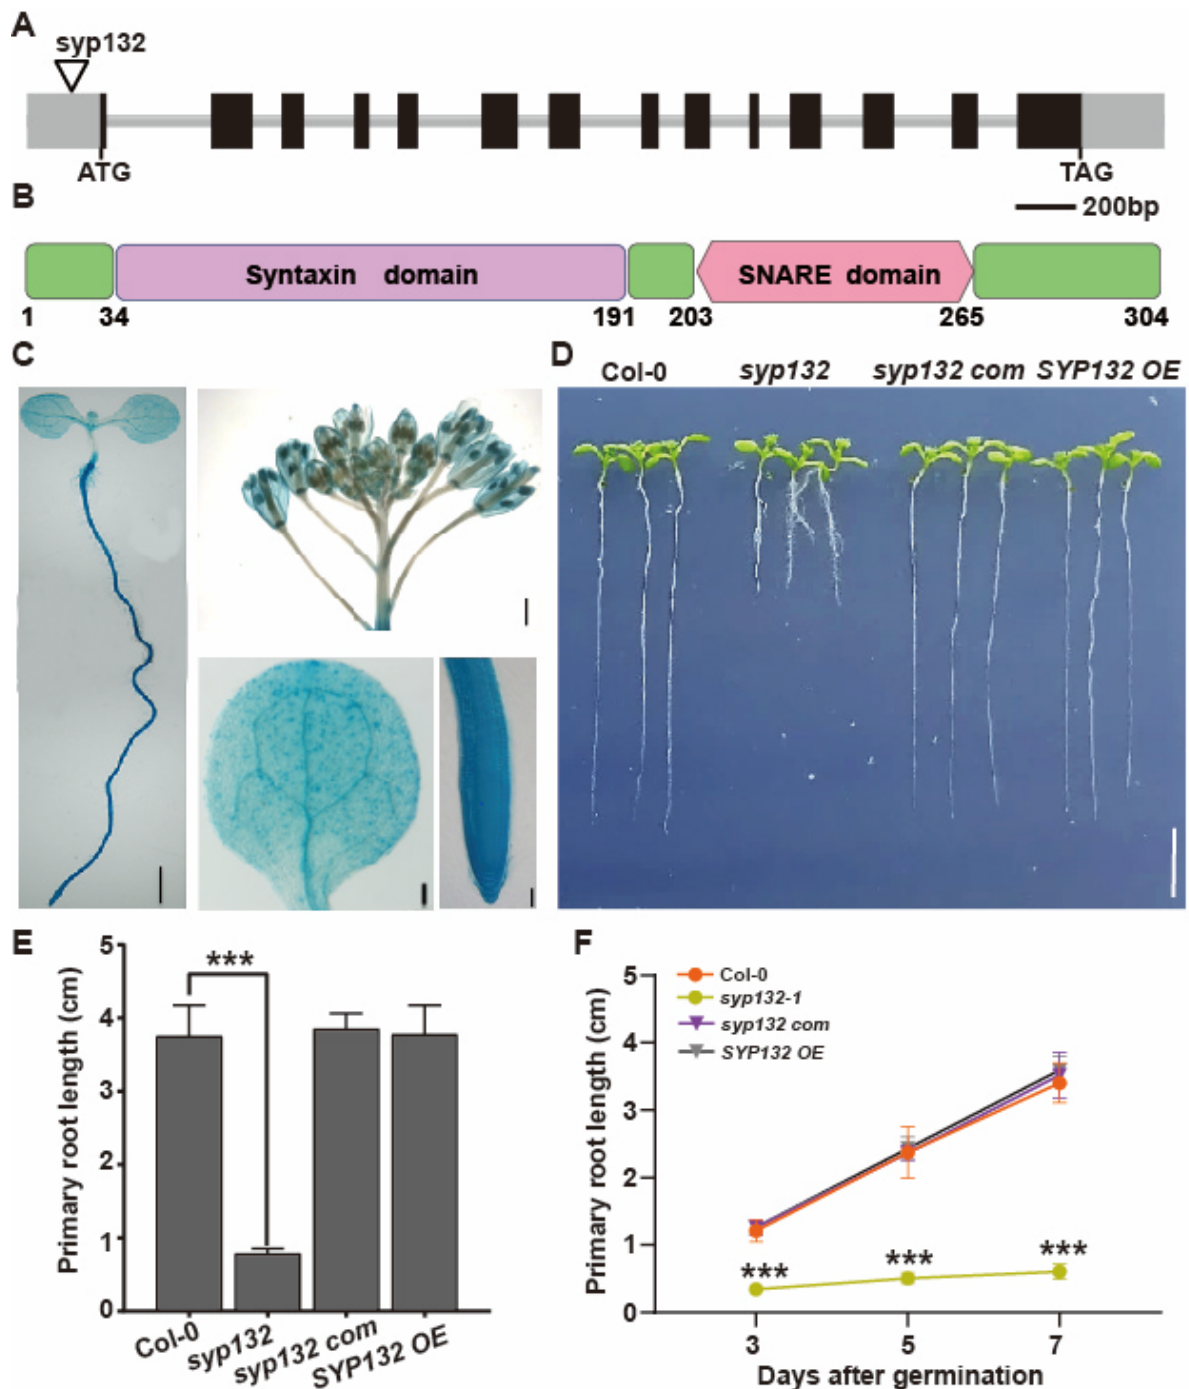 A
syp132
ATG
TAG
200bp
B
Syntaxin domain
SNARE domain
1
34
191
203
265
304
C
D
Col-0
syp132
syp132 com
SYP132 OE
E
Primary root length (cm)
5
4
3
2
1
0
***
Col-0
syp132
syp132 com
SYP132 OE
F
Primary root length (cm)
5
4
3
2
1
0
Col-0
syp132-1
syp132 com
SYP132 OE
***
***
***
3
5
7
Days after germination